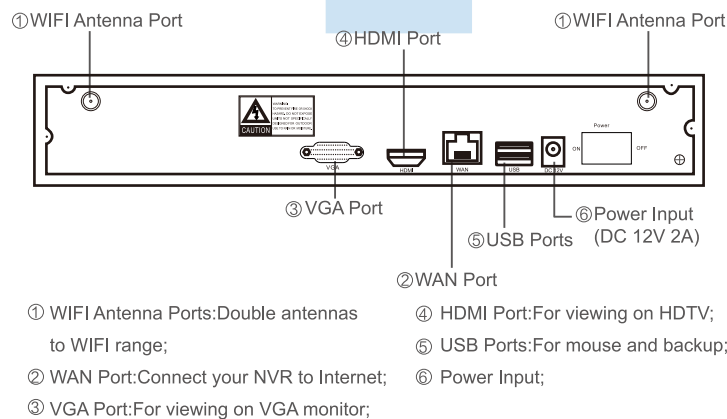 ①WIFI Antenna Port
④HDMI Port
①WIFI Antenna Port
WARNING:
CAUTION
VGA
HDMI
WAN
USB
DC 12V
Power
ON
OFF
③VGA Port
⑤USB Ports
⑥Power Input
(DC 12V 2A)
②WAN Port
① WIFI Antenna Ports:Double antennas
to WIFI range;
② WAN Port:Connect your NVR to Internet;
③ VGA Port:For viewing on VGA monitor;
④ HDMI Port:For viewing on HDTV;
⑤ USB Ports:For mouse and backup;
⑥ Power Input;